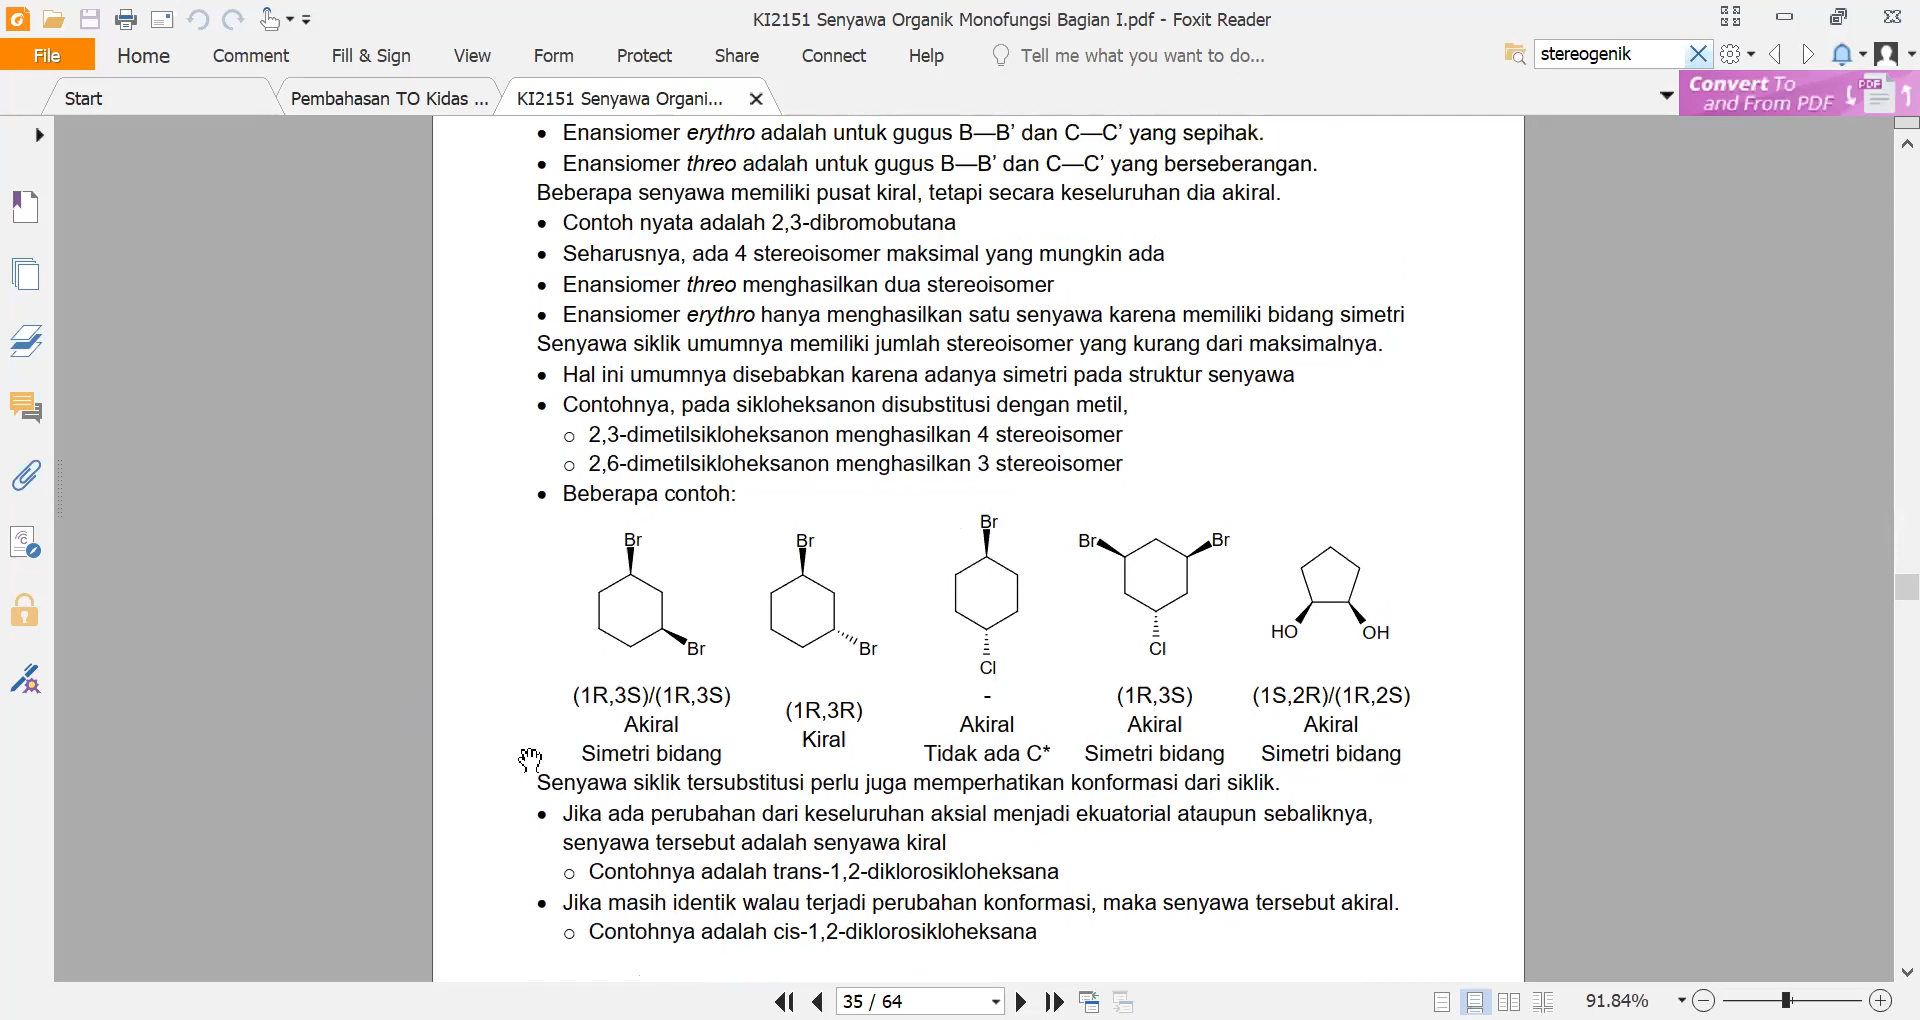 KI2151 Senyawa Organik Monofungsi Bagian I.pdf - Foxit Reader
File Home Comment Fill & Sign View Form Protect Share Connect Help Tell me what you want to do... stereogenik
Start Pembahasan TO Kidas ... KI2151 Senyawa Organi... Convert To
and From PDF PDF
• Enansiomer erythro adalah untuk gugus B—B’ dan C—C’ yang sepihak.
• Enansiomer threo adalah untuk gugus B—B’ dan C—C’ yang berseberangan.
Beberapa senyawa memiliki pusat kiral, tetapi secara keseluruhan dia akiral.
• Contoh nyata adalah 2,3-dibromobutana
• Seharusnya, ada 4 stereoisomer maksimal yang mungkin ada
• Enansiomer threo menghasilkan dua stereoisomer
• Enansiomer erythro hanya menghasilkan satu senyawa karena memiliki bidang simetri
Senyawa siklik umumnya memiliki jumlah stereoisomer yang kurang dari maksimalnya.
• Hal ini umumnya disebabkan karena adanya simetri pada struktur senyawa
• Contohnya, pada sikloheksanon disubstitusi dengan metil,
o 2,3-dimetilsikloheksanon menghasilkan 4 stereoisomer
o 2,6-dimetilsikloheksanon menghasilkan 3 stereoisomer
• Beberapa contoh:
Br Br Br Br Br
Br Br Cl Cl HO OH
(1R,3S)/(1R,3S) (1R,3R) - (1R,3S) (1S,2R)/(1R,2S)
Akiral Kiral Akiral Akiral Akiral
Simetri bidang Tidak ada C* Simetri bidang Simetri bidang
Senyawa siklik tersubstitusi perlu juga memperhatikan konformasi dari siklik.
• Jika ada perubahan dari keseluruhan aksial menjadi ekuatorial ataupun sebaliknya,
senyawa tersebut adalah senyawa kiral
o Contohnya adalah trans-1,2-diklorosikloheksana
• Jika masih identik walau terjadi perubahan konformasi, maka senyawa tersebut akiral.
o Contohnya adalah cis-1,2-diklorosikloheksana
35 / 64 91.84%